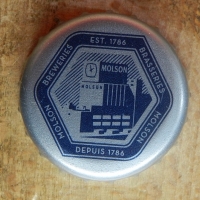 EST. 1786
BREWERIES
BRASSERIES
MOLSON
MOLSON
MOLSON
MOLSON
DEPUIS 1786